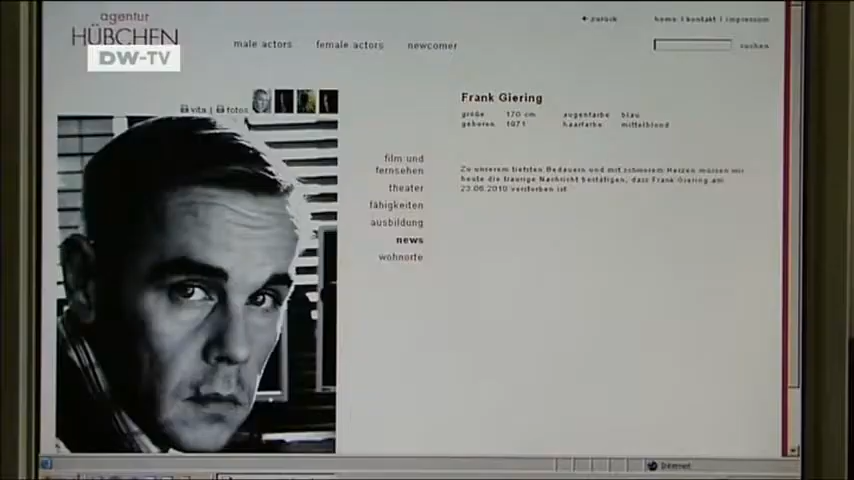 agentur
HÜBCHEN
DW-TV
zurück
home | kontakt | impressum
male actors female actors newcomer
suchen
vita | fotos
Frank Giering
größe 170 cm augenfarbe blau
geboren 1971 haarfarbe mittelblond
film und
fernsehen
theater
fähigkeiten
ausbildung
news
wohnorte
Zu unserem tiefsten Bedauern und mit schwerem Herzen müssen wir
heute die traurige Nachricht bestätigen, dass Frank Giering am
23.06.2010 verstorben ist
Internet